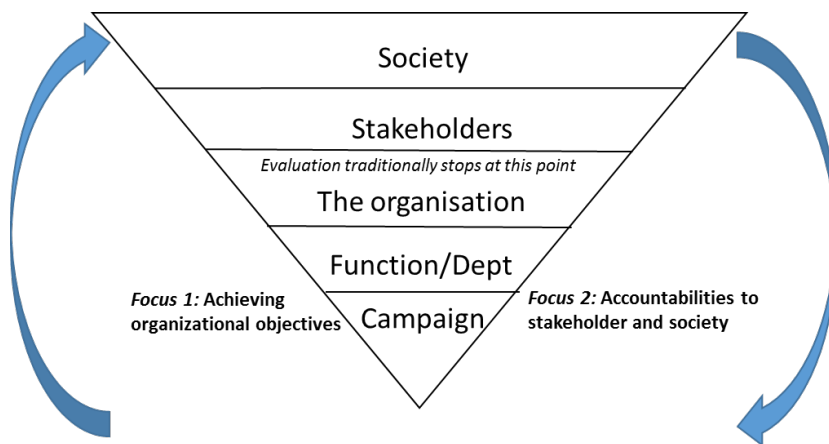 Society
Stakeholders
Evaluation traditionally stops at this point
The organisation
Function/Dept
Focus 1: Achieving
organizational objectives
Campaign
Focus 2: Accountabilities to
stakeholder and society